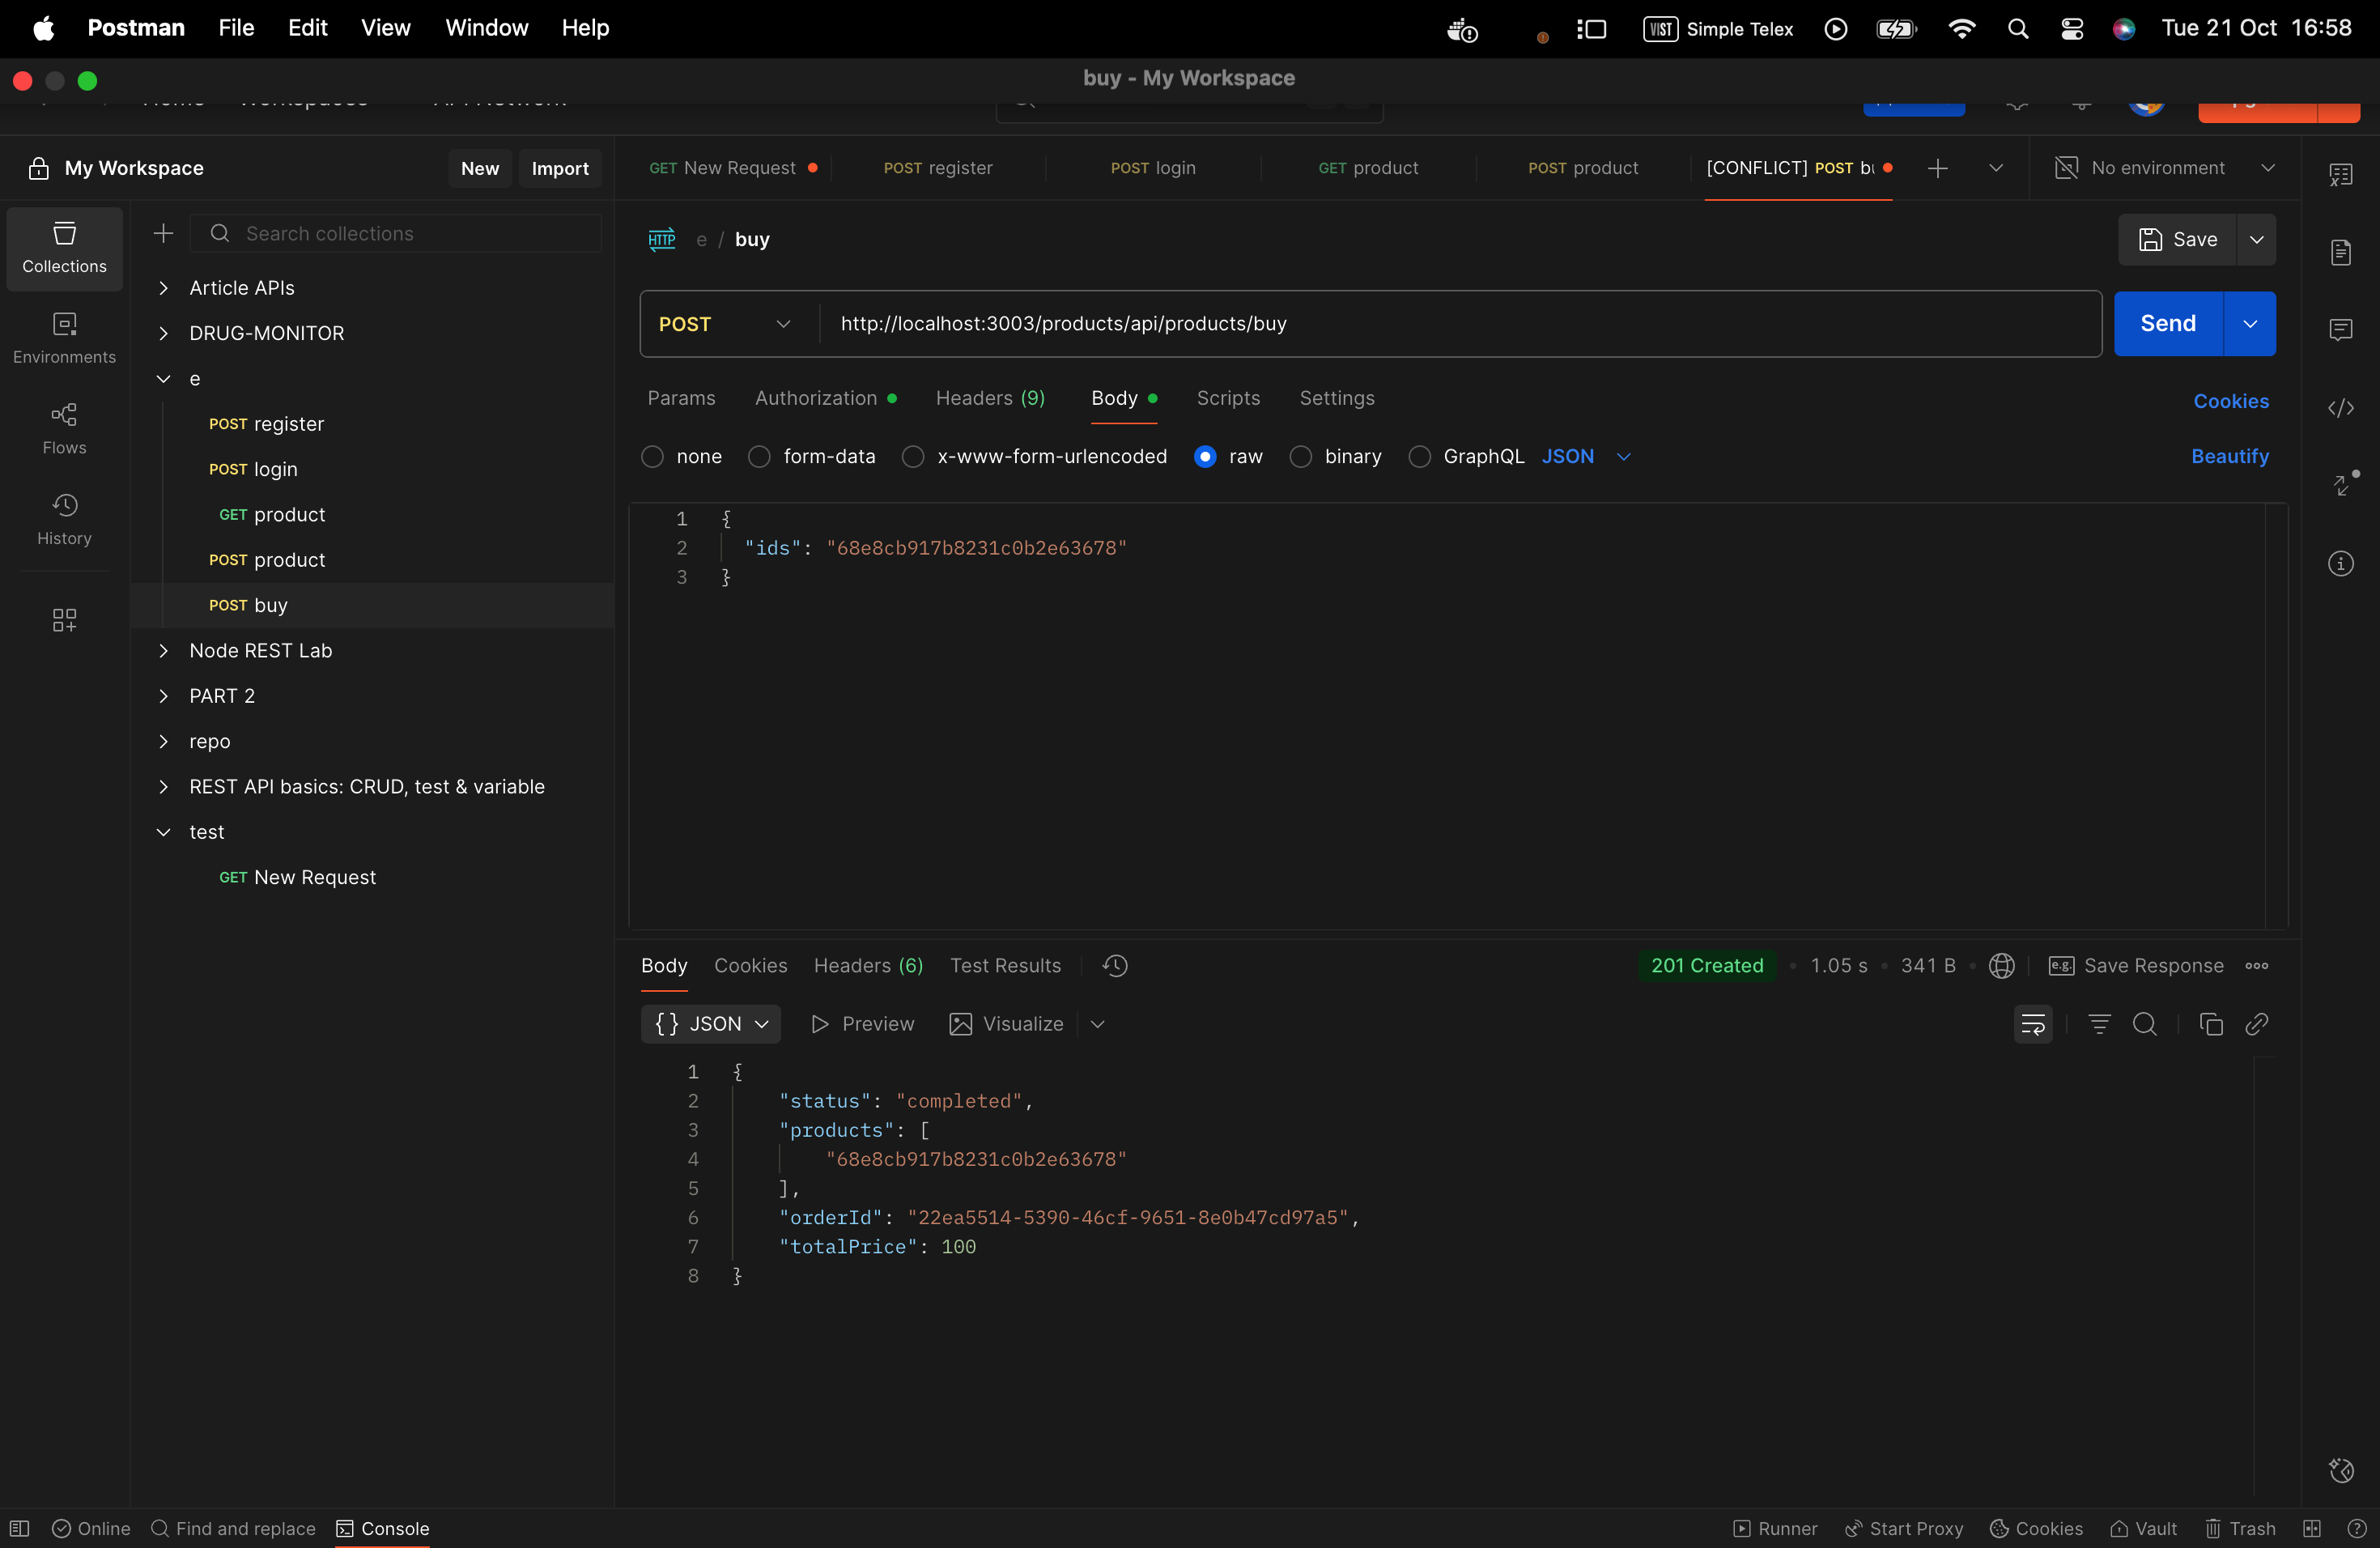 Postman File Edit View Window Help
VIST Simple Telex
Tue 21 Oct 16:58
buy - My Workspace
My Workspace
New
Import
GET New Request
POST register
POST login
GET product
POST product
[CONFLICT] POST
No environment
Collections
Environments
Flows
History
Search collections
Article APIs
DRUG-MONITOR
e
POST register
POST login
GET product
POST product
POST buy
Node REST Lab
PART 2
repo
REST API basics: CRUD, test & variable
test
GET New Request
HTTP e / buy
Save
POST
http://localhost:3003/products/api/products/buy
Send
Params Authorization Headers (9) Body Scripts Settings
Cookies
none form-data x-www-form-urlencoded raw binary GraphQL JSON
Beautify
1 {
2 "ids": "68e8cb917b8231c0b2e63678"
3 }
Body Cookies Headers (6) Test Results
201 Created 1.05 s 341 B
e.g. Save Response
{} JSON Preview Visualize
1 {
2 "status": "completed",
3 "products": [
4 "68e8cb917b8231c0b2e63678"
5 ],
6 "orderId": "22ea5514-5390-46cf-9651-8e0b47cd97a5",
7 "totalPrice": 100
8 }
Online Find and replace Console
Runner Start Proxy Cookies Vault Trash